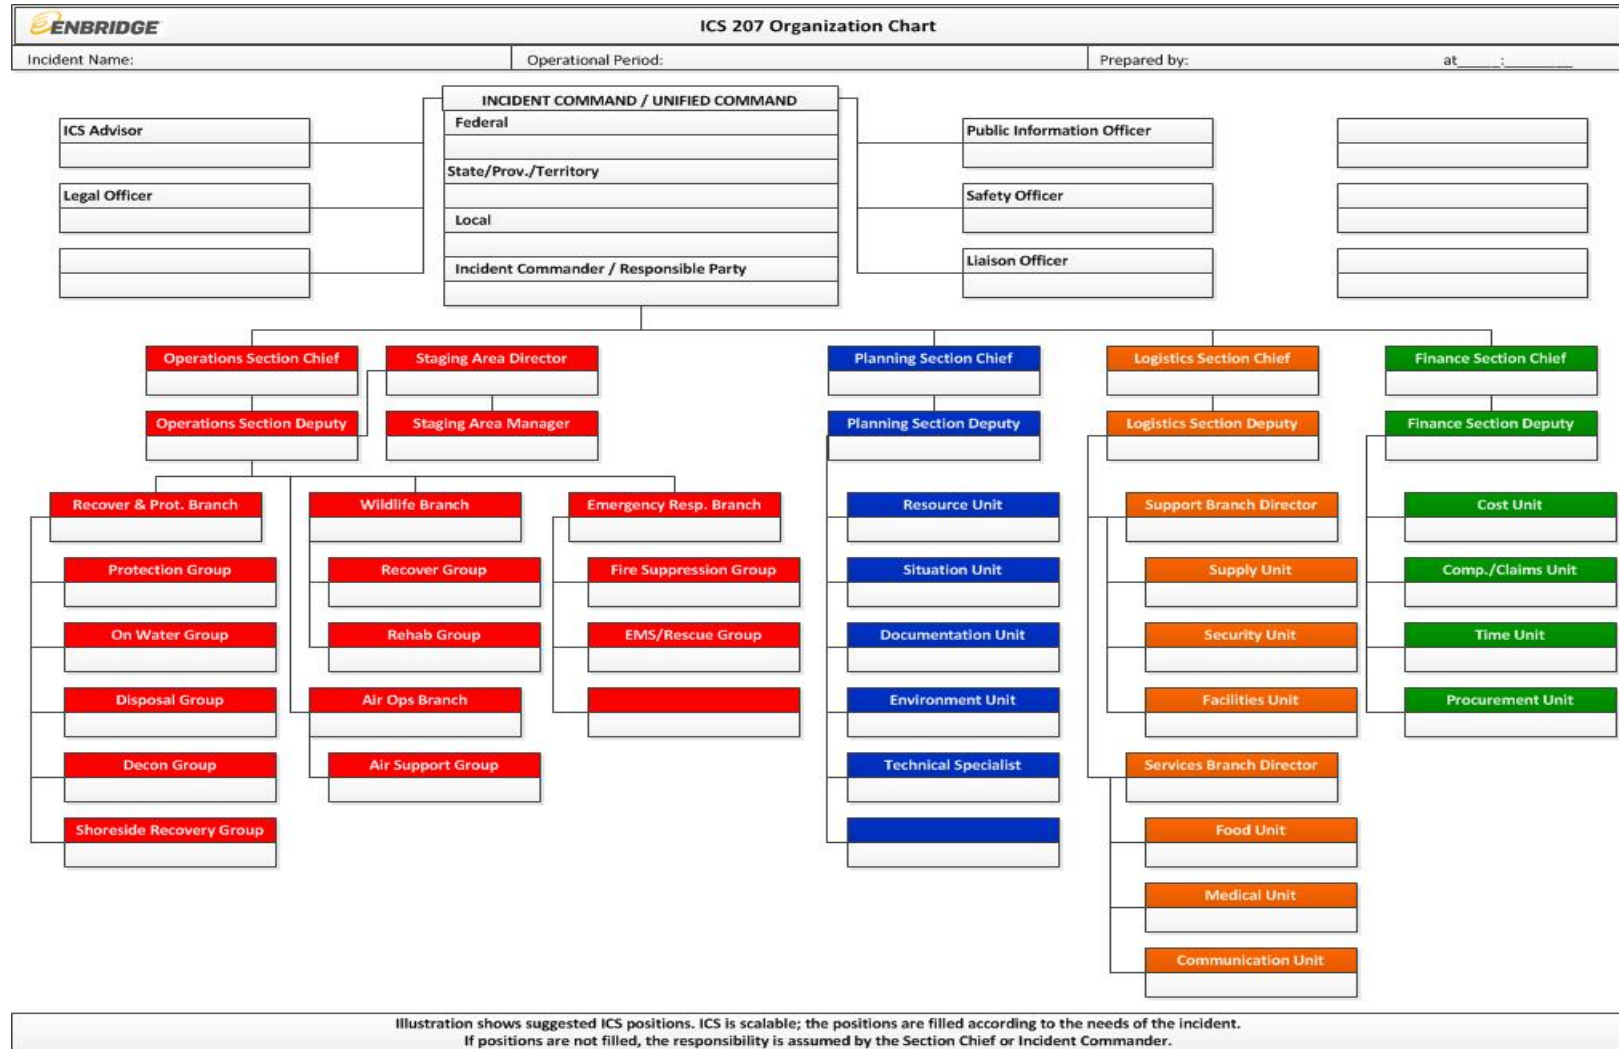 ENBRIDGE
ICS 207 Organization Chart
Incident Name:
Operational Period:
Prepared by:
at_____:________
INCIDENT COMMAND / UNIFIED COMMAND
Federal
State/Prov./Territory
Local
Incident Commander / Responsible Party
ICS Advisor
Legal Officer
Public Information Officer
Safety Officer
Liaison Officer
Operations Section Chief
Staging Area Director
Operations Section Deputy
Staging Area Manager
Recover & Prot. Branch
Protection Group
On Water Group
Disposal Group
Decon Group
Shoreside Recovery Group
Wildlife Branch
Recover Group
Rehab Group
Air Ops Branch
Air Support Group
Emergency Resp. Branch
Fire Suppression Group
EMS/Rescue Group
Planning Section Chief
Planning Section Deputy
Resource Unit
Situation Unit
Documentation Unit
Environment Unit
Technical Specialist
Logistics Section Chief
Logistics Section Deputy
Support Branch Director
Supply Unit
Security Unit
Facilities Unit
Services Branch Director
Food Unit
Medical Unit
Communication Unit
Finance Section Chief
Finance Section Deputy
Cost Unit
Comp./Claims Unit
Time Unit
Procurement Unit
Illustration shows suggested ICS positions. ICS is scalable; the positions are filled according to the needs of the incident.
If positions are not filled, the responsibility is assumed by the Section Chief or Incident Commander.